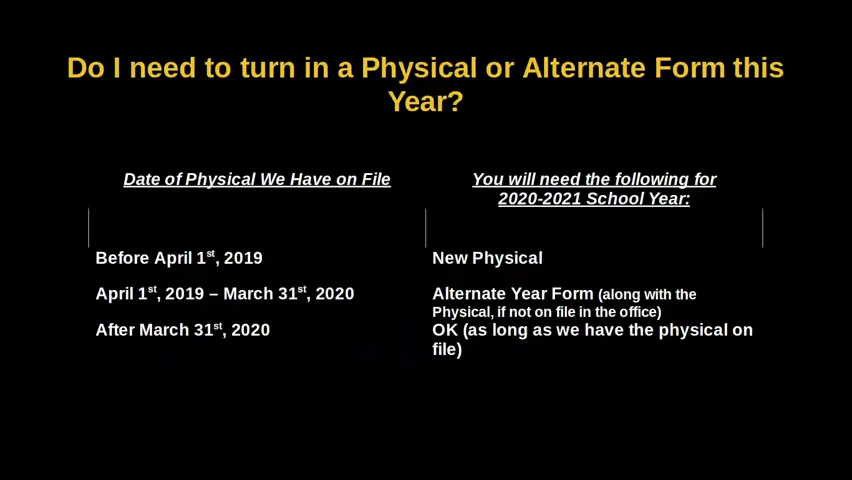 Do I need to turn in a Physical or Alternate Form this
Year?
Date of Physical We Have on File
You will need the following for
2020-2021 School Year:
Before April 1st, 2019
New Physical
April 1st, 2019 – March 31st, 2020
Alternate Year Form (along with the
Physical, if not on file in the office)
After March 31st, 2020
OK (as long as we have the physical on
file)